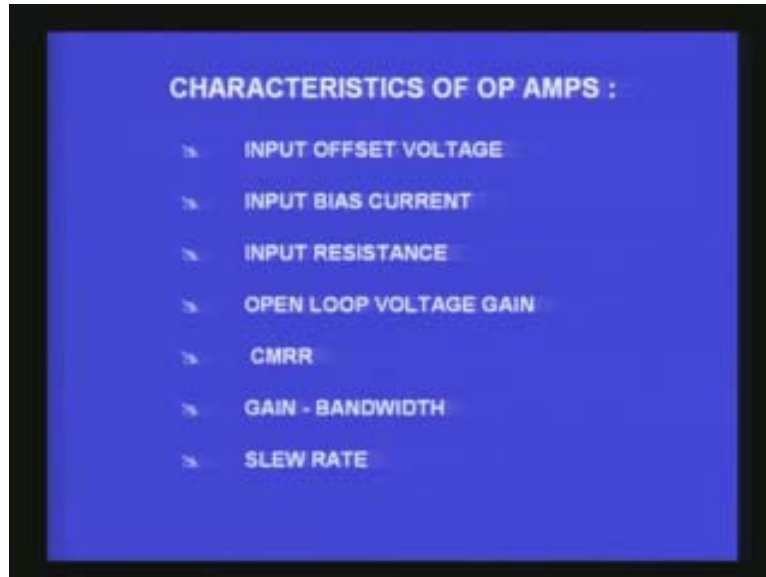 CHARACTERISTICS OF OP AMPS :
INPUT OFFSET VOLTAGE
INPUT BIAS CURRENT
INPUT RESISTANCE
OPEN LOOP VOLTAGE GAIN
CMRR
GAIN - BANDWIDTH
SLEW RATE